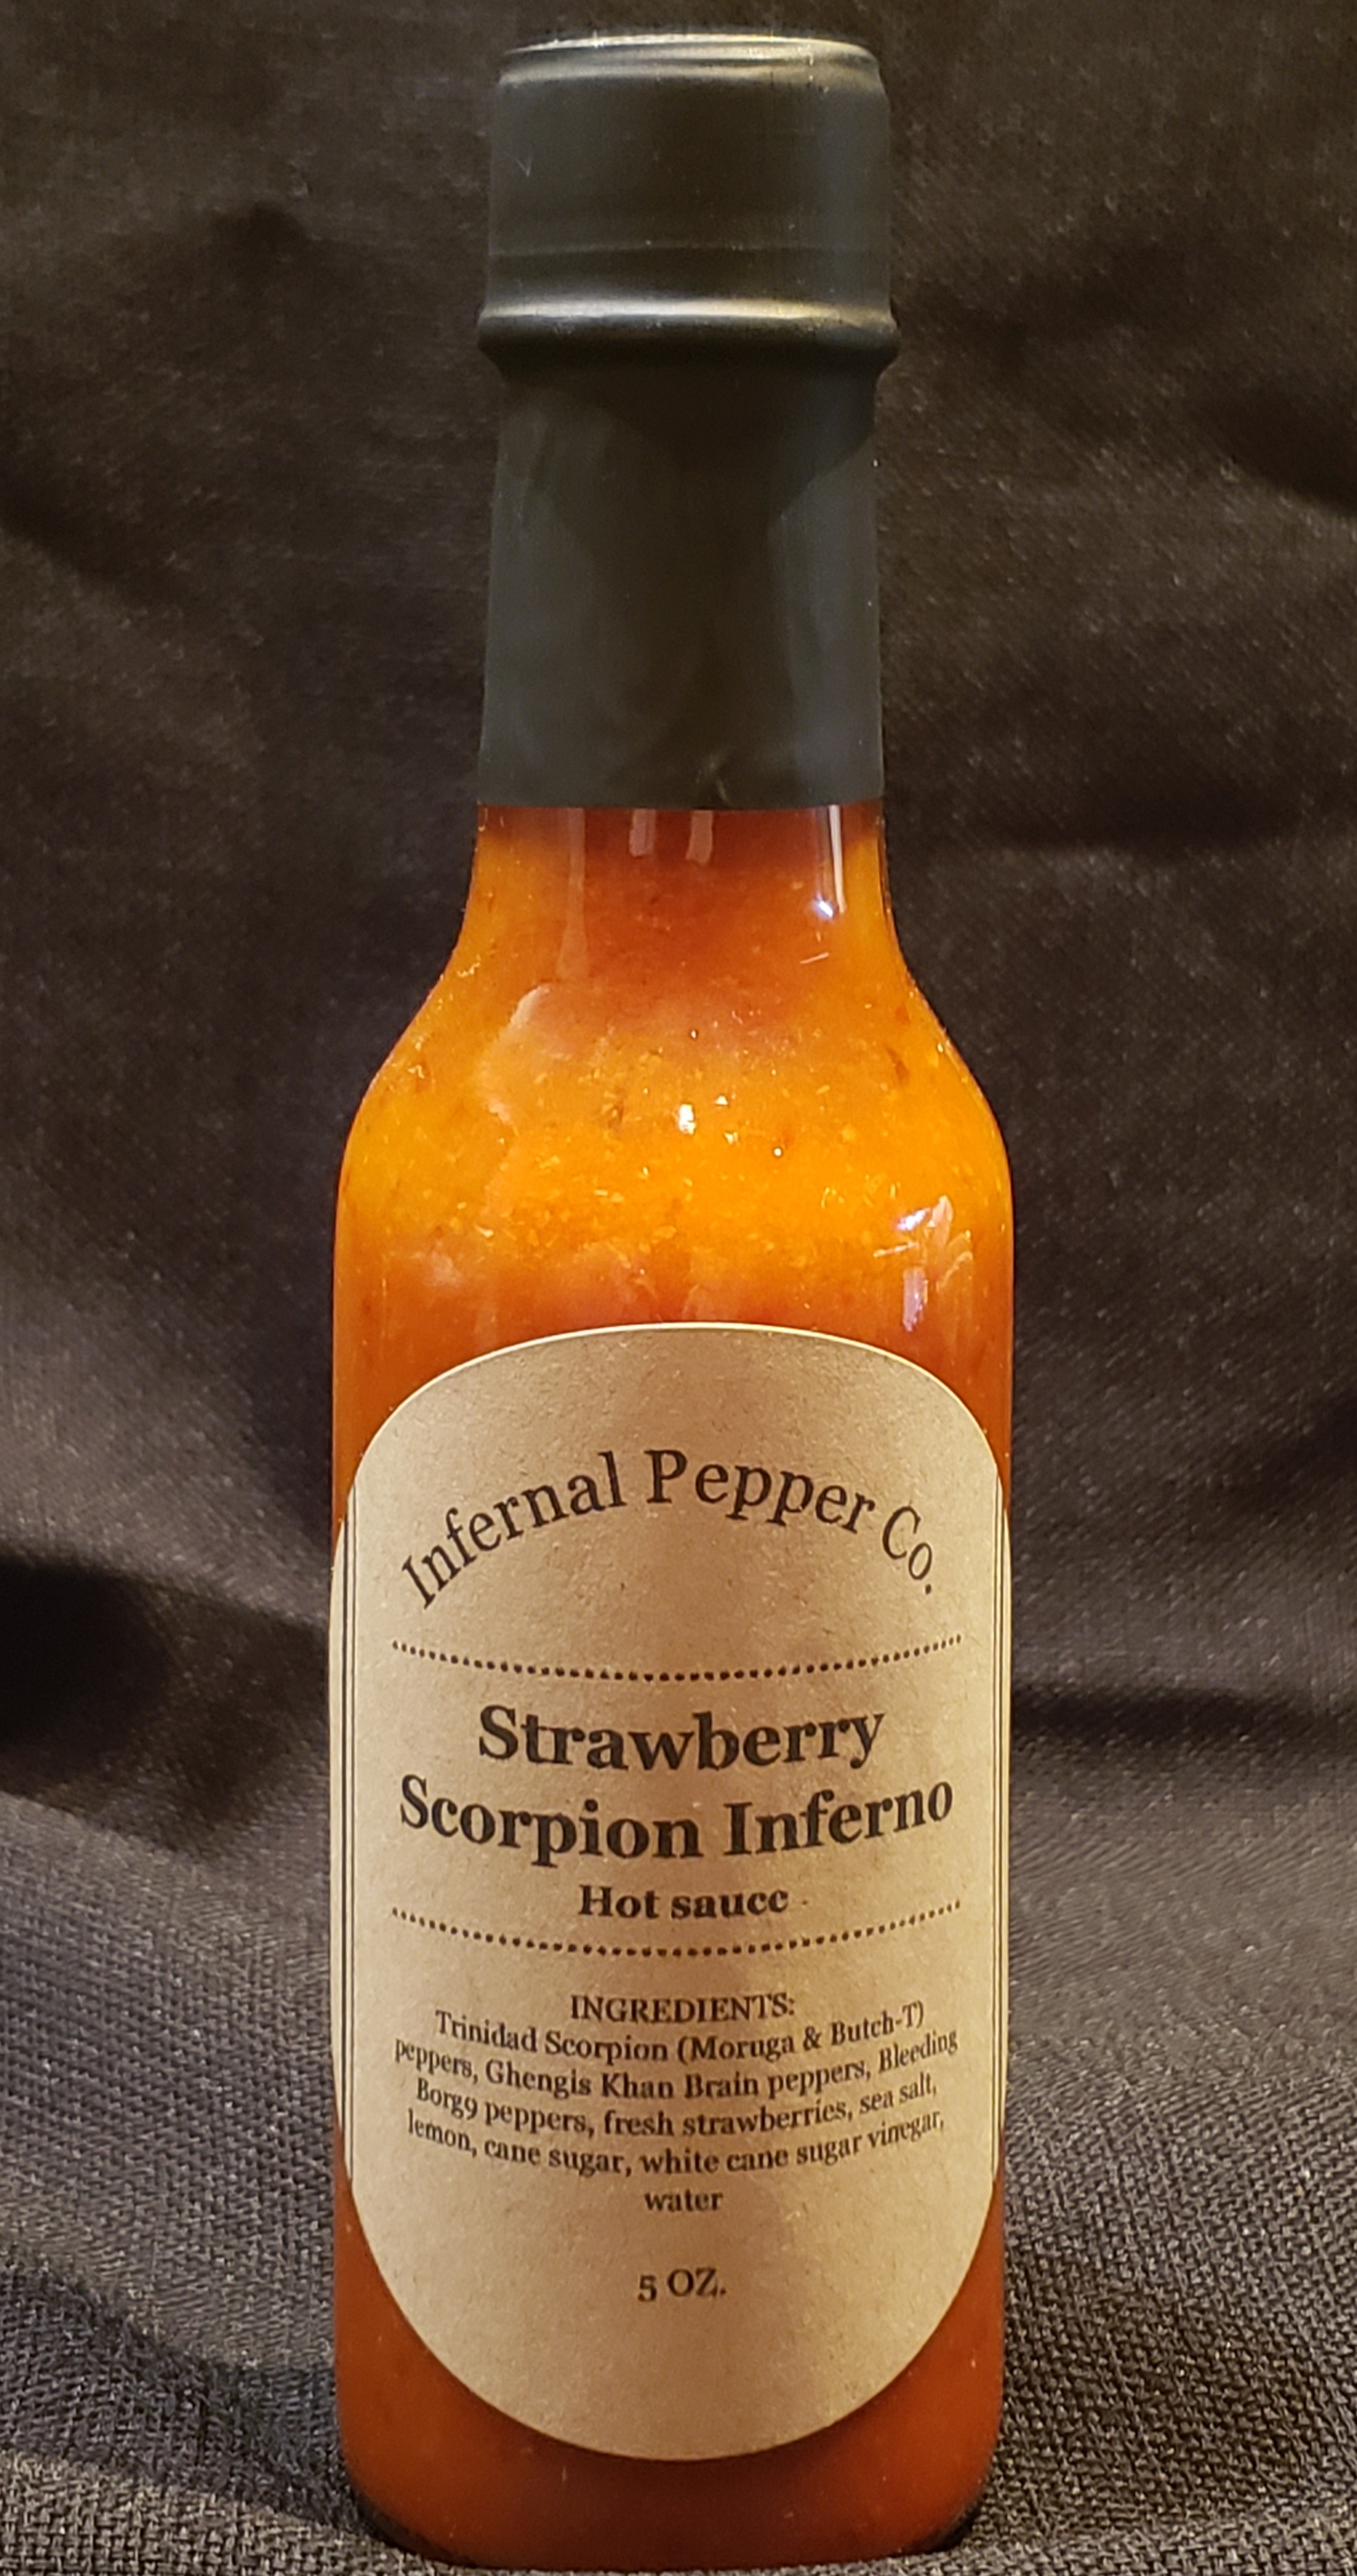 Infernal Pepper Co.
Strawberry
Scorpion Inferno
Hot sauce
INGREDIENTS:
Trinidad Scorpion (Moruga & Butch-T)
peppers, Ghengis Khan Brain peppers, Bleeding
Borg9 peppers, fresh strawberries, sea salt,
lemon, cane sugar, white cane sugar vinegar,
water
5 OZ.